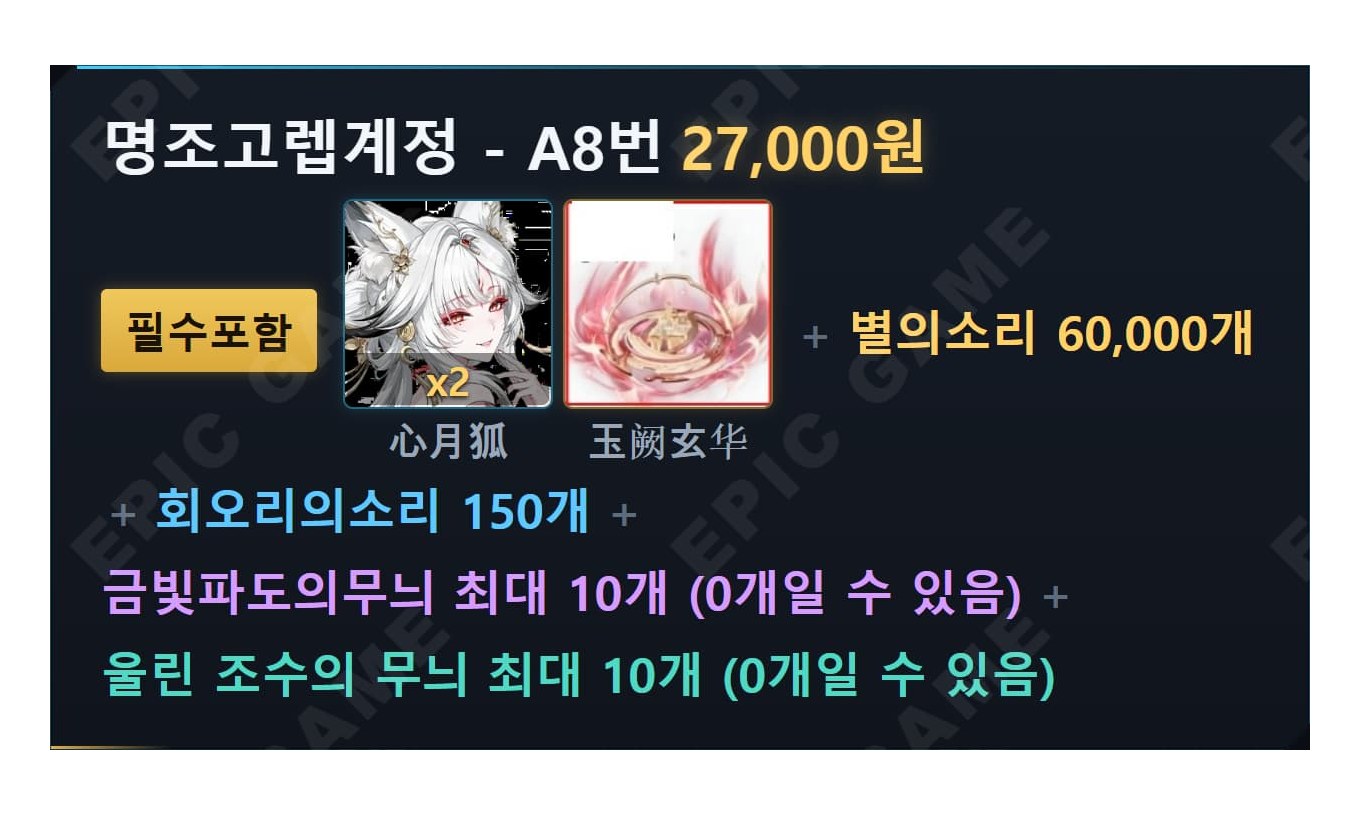 명조고렙계정 - A8번 27,000원
필수포함
x2
+ 별의소리 60,000개
心月狐 玉阙玄华
+ 회오리의소리 150개 +
금빛파도의무늬 최대 10개 (0개일 수 있음) +
울린 조수의 무늬 최대 10개 (0개일 수 있음)
EPIC GAME